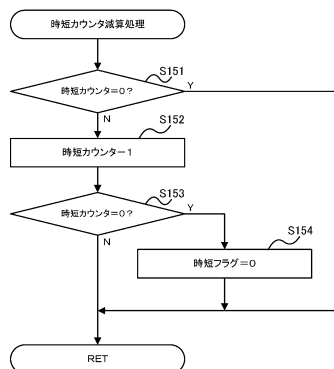 時短カウンタ減算処理
S151
時短カウンタ=0?
Y
N
S152
時短カウンター1
S153
時短カウンタ=0?
Y
N
S154
時短フラグ=0
RET